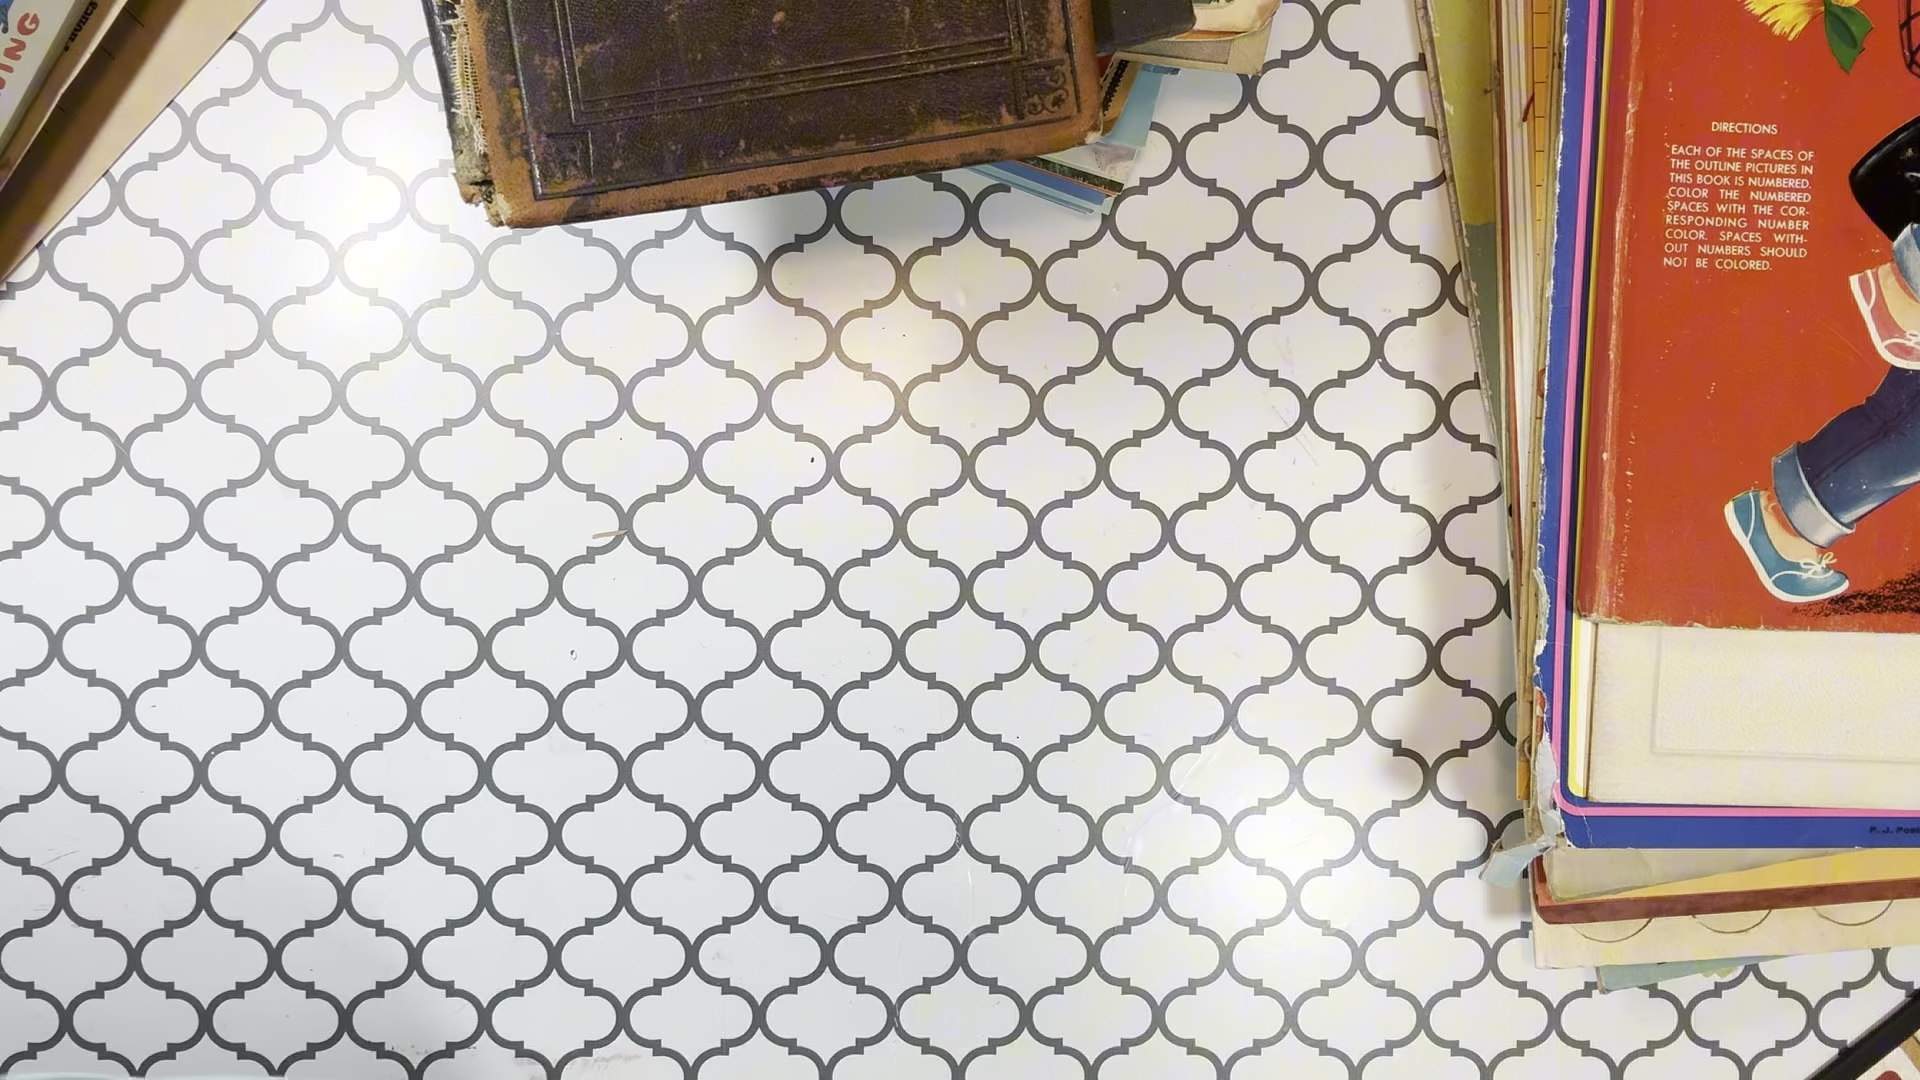 DIRECTIONS
EACH OF THE SPACES OF
THE OUTLINE PICTURES IN
THIS BOOK IS NUMBERED.
COLOR THE NUMBERED
SPACES WITH THE COR-
RESPONDING NUMBER
COLOR. SPACES WITH-
OUT NUMBERS SHOULD
NOT BE COLORED.
P. J. Post